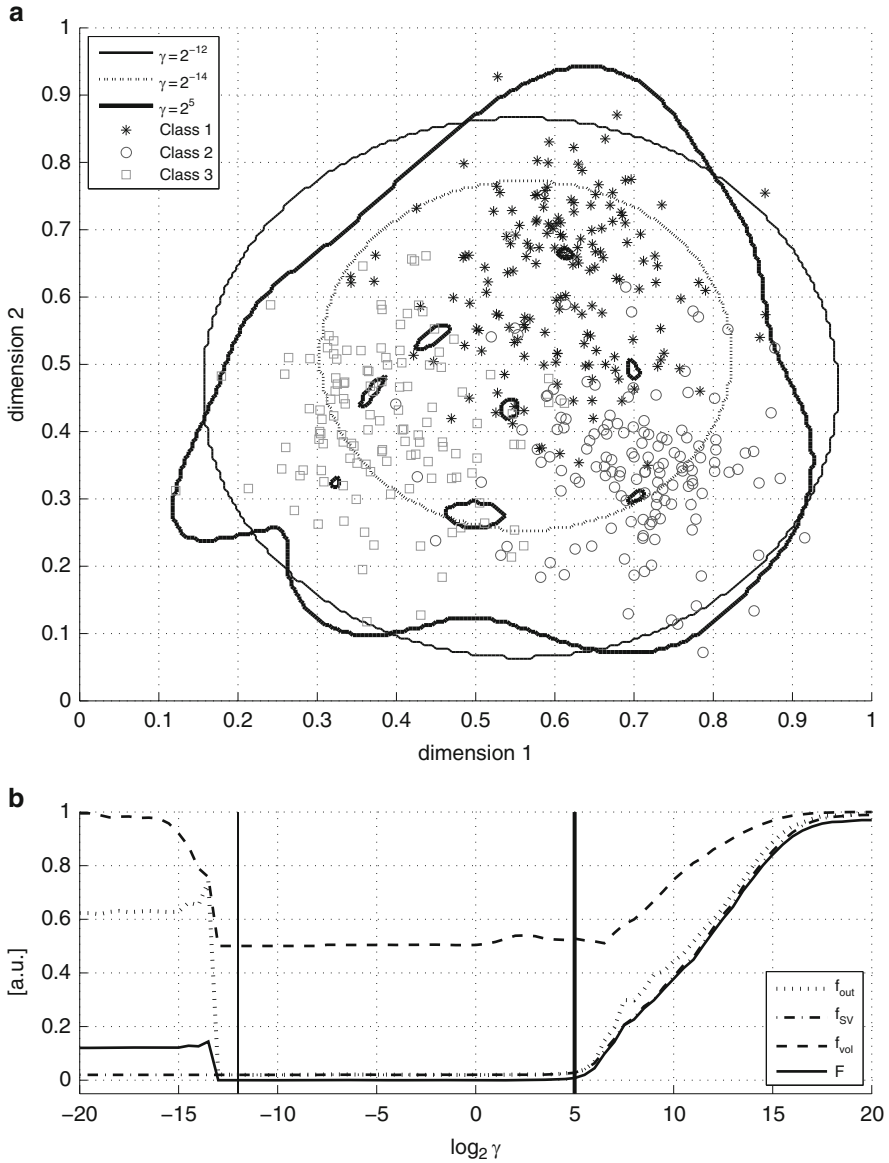 a
γ = 2⁻¹²
γ = 2⁻¹⁴
γ = 2⁵
Class 1
Class 2
Class 3
1
0.9
0.8
0.7
0.6
0.5
0.4
0.3
0.2
0.1
0
dimension 2
0 0.1 0.2 0.3 0.4 0.5 0.6 0.7 0.8 0.9 1
dimension 1
b
1
0.8
0.6
0.4
0.2
0
[a.u.]
f_out
f_SV
f_vol
F
−20 −15 −10 −5 0 5 10 15 20
log₂ γ